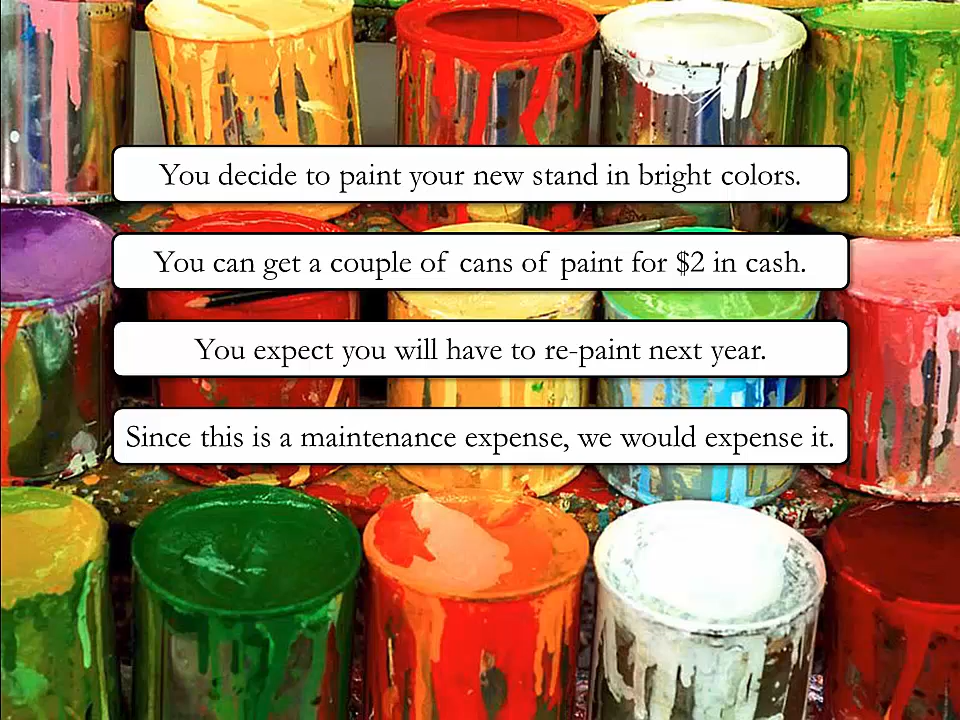 You decide to paint your new stand in bright colors.
You can get a couple of cans of paint for $2 in cash.
You expect you will have to re-paint next year.
Since this is a maintenance expense, we would expense it.